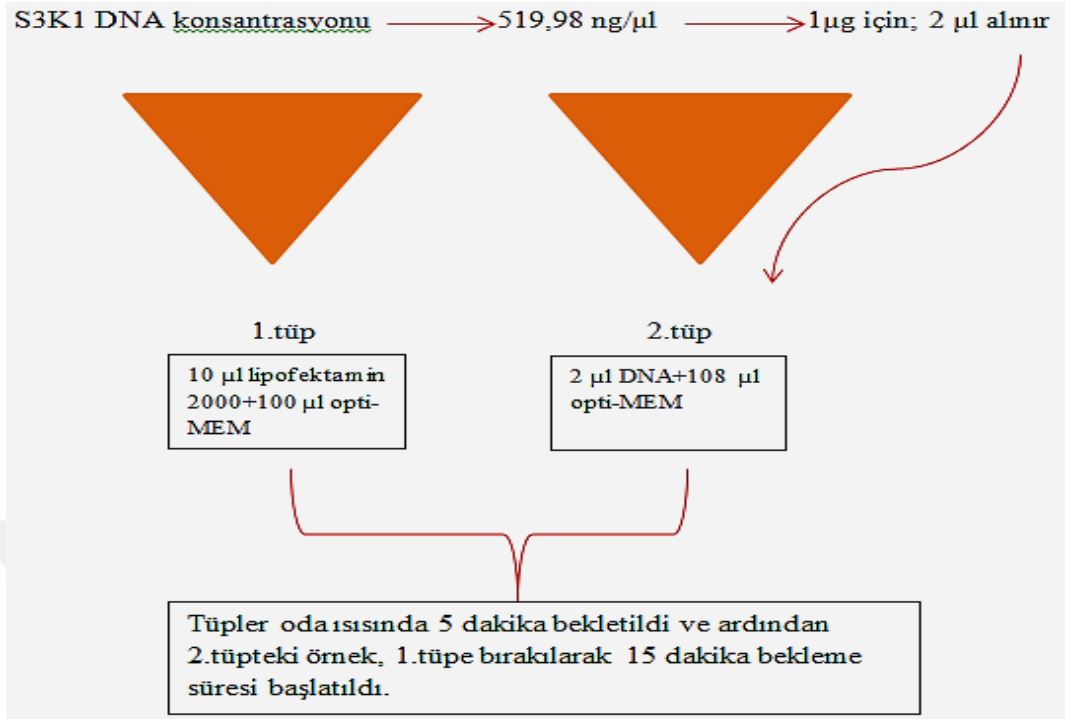 S3K1 DNA konsantrasyonu 519,98 ng/µl 1µg için; 2 µl alınır
1.tüp
2.tüp
10 µl lipofektamin
2000+100 µl opti-
MEM
2 µl DNA+108 µl
opti-MEM
Tüpler oda ısısında 5 dakika bekletildi ve ardından
2.tüpteki örnek, 1.tüpe bırakılarak 15 dakika bekleme
süresi başlatıldı.